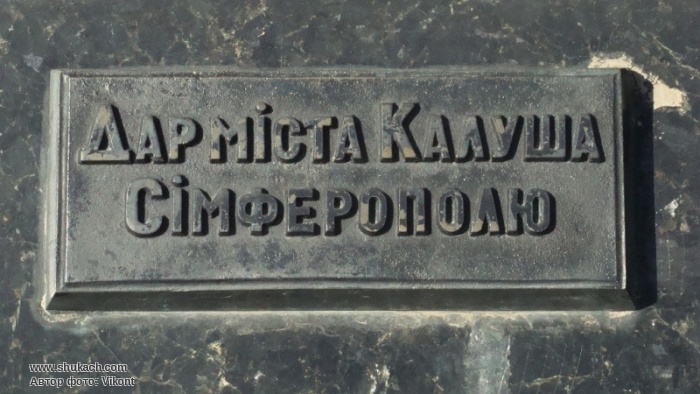 Дар міста Калуша
Сімферополю
www.shukach.com
Автор фото: Vikont